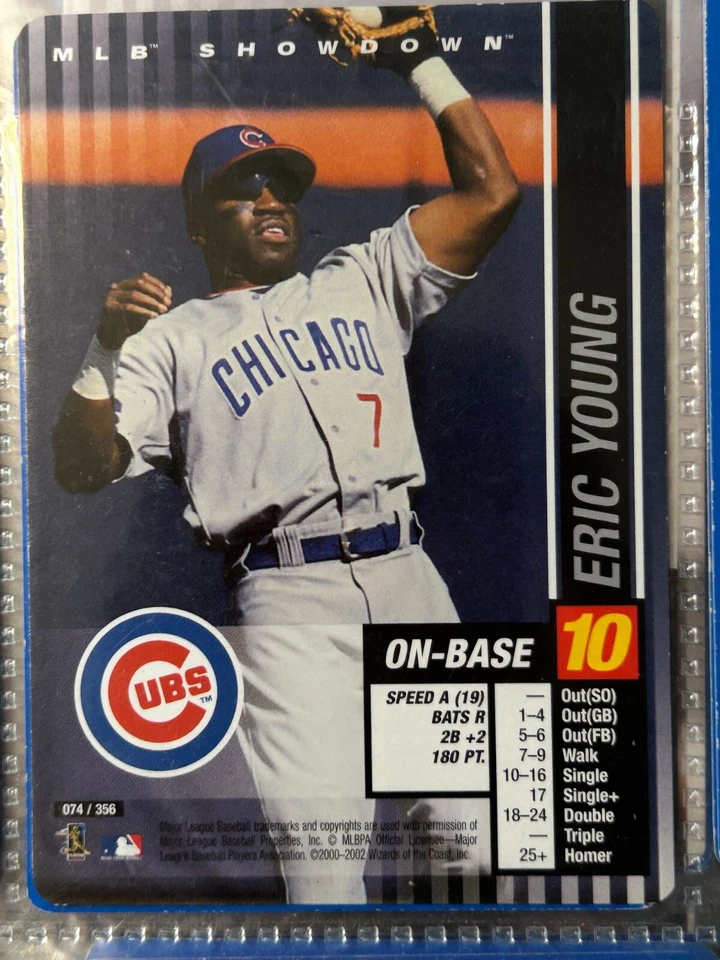 MLB™ SHOWDOWN™
C
CHICAGO
7
ERIC YOUNG
CUBS™
ON-BASE 10
SPEED A (19)
BATS R
2B +2
180 PT.
— Out(SO)
1–4 Out(GB)
5–6 Out(FB)
7–9 Walk
10–16 Single
17 Single+
18–24 Double
— Triple
25+ Homer
074 / 356
Major League Baseball trademarks and copyrights are used with permission of
Major League Baseball Properties, Inc. © MLBPA Official Licensee—Major
League Baseball Players Association. ©2000–2002 Wizards of the Coast, Inc.